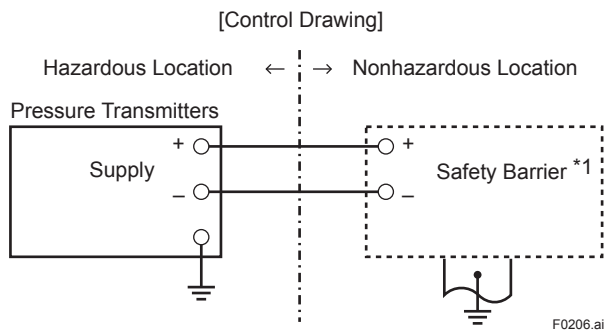 [Control Drawing]
Hazardous Location ← → Nonhazardous Location
Pressure Transmitters
+ +
Supply Safety Barrier *1
– –
F0206.ai